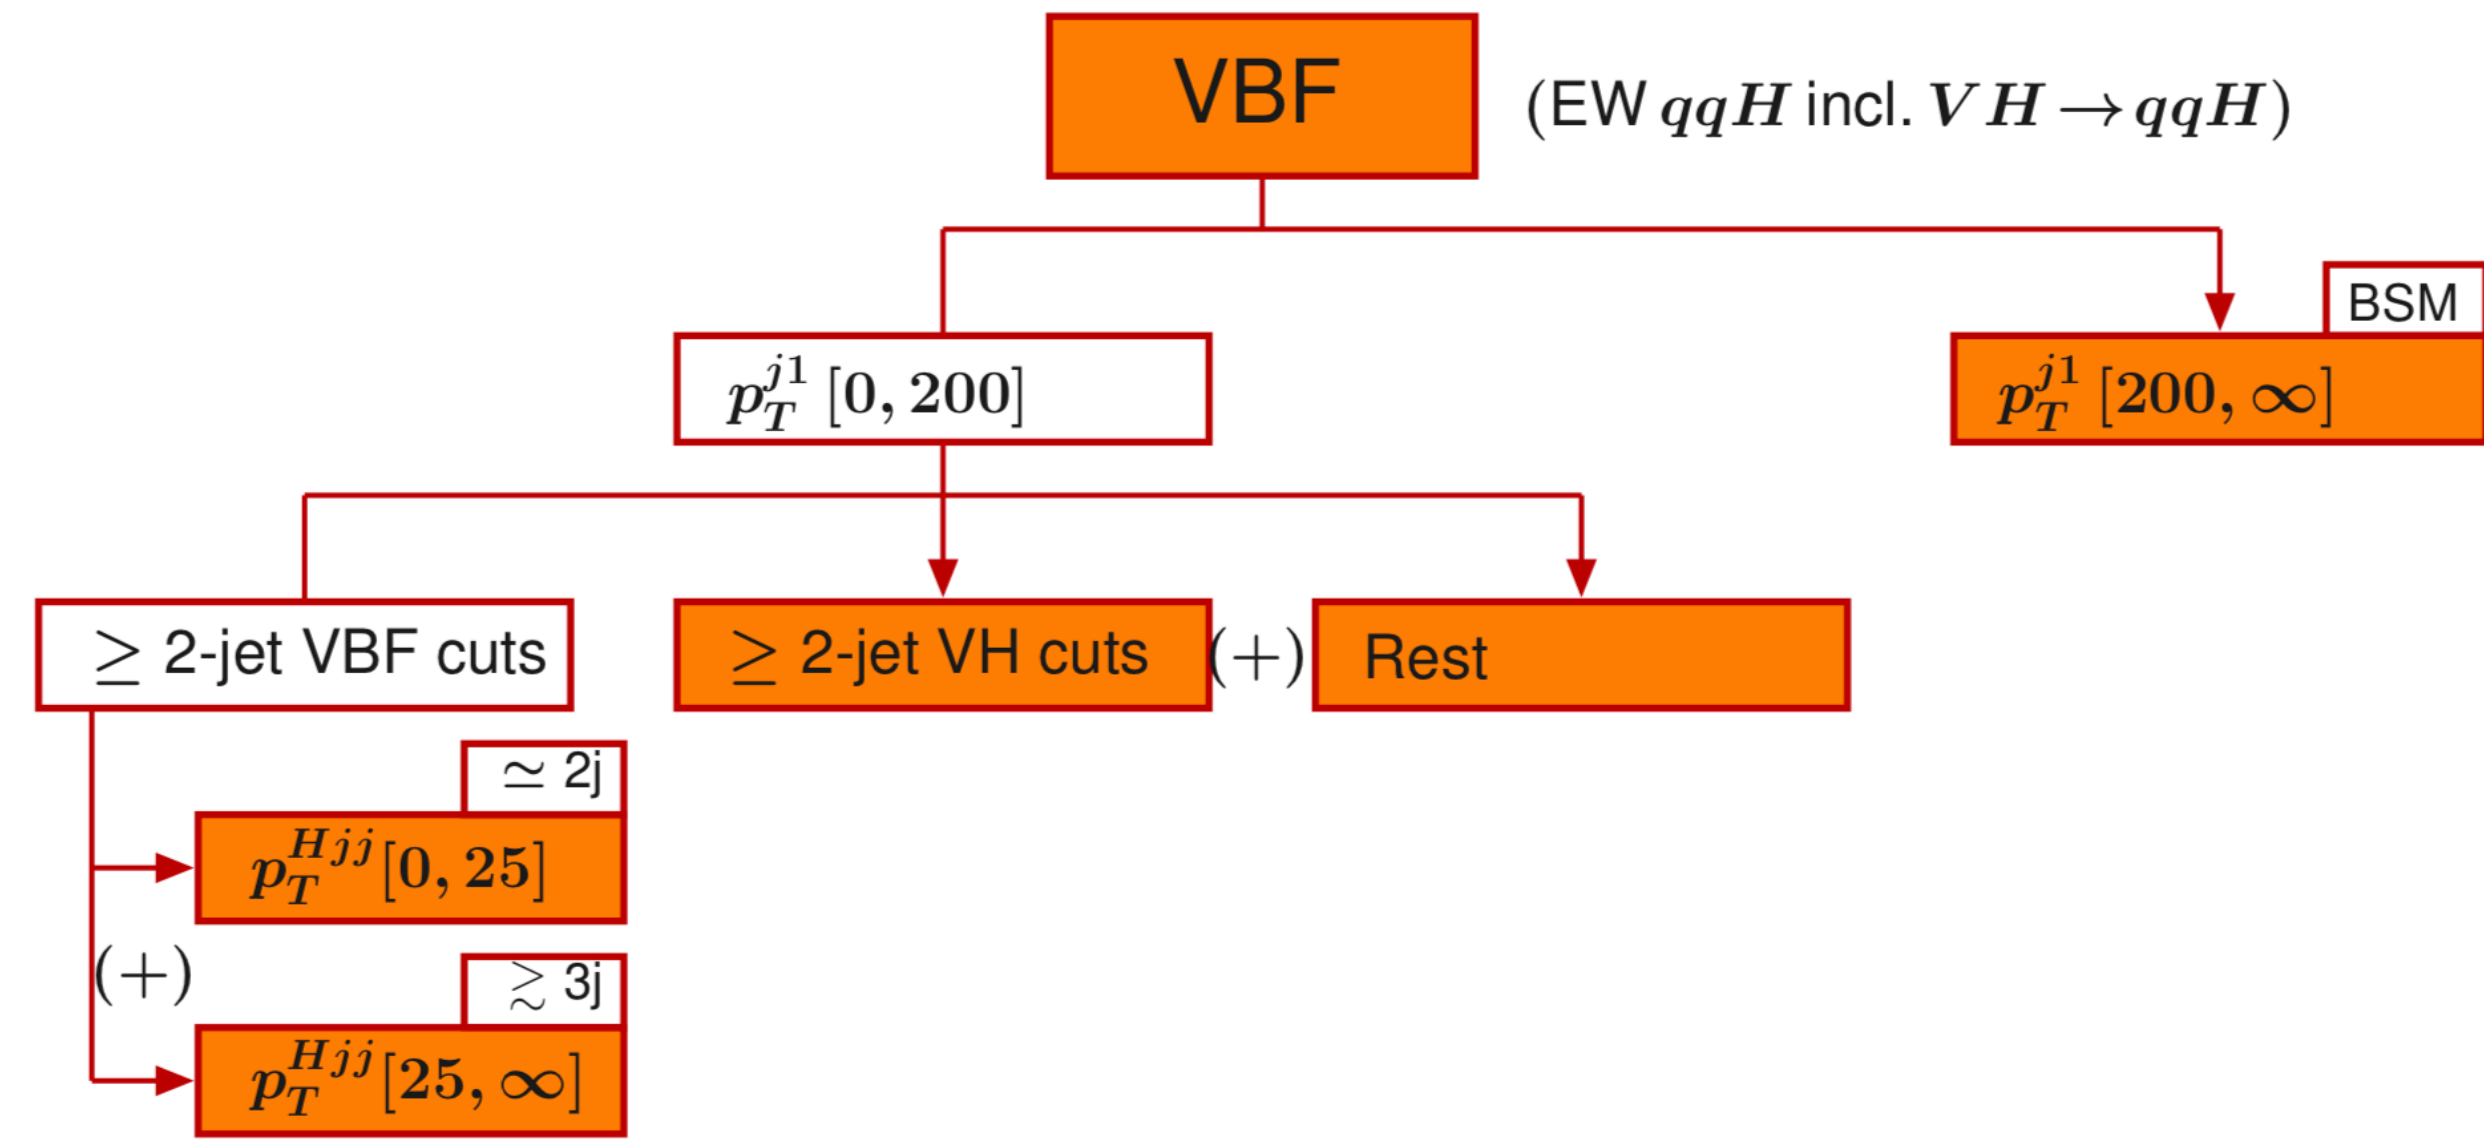 VBF (EW qqH incl. VH → qqH)
BSM
p_T^{j1} [0, 200] p_T^{j1} [200, ∞]
≥ 2-jet VBF cuts ≥ 2-jet VH cuts (+) Rest
≃ 2j
p_T^{Hjj} [0, 25]
(+)
≳ 3j
p_T^{Hjj} [25, ∞]